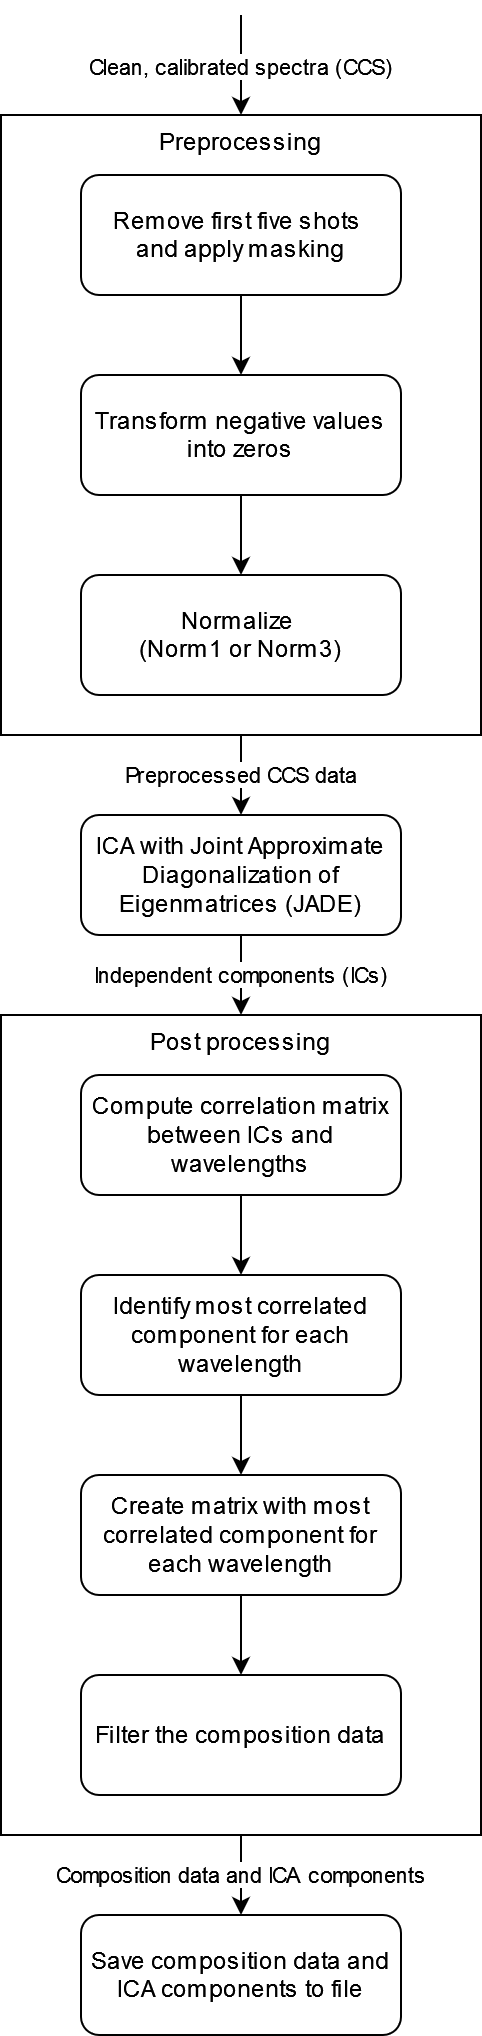 Clean, calibrated spectra (CCS)
Preprocessing
Remove first five shots
and apply masking
Transform negative values
into zeros
Normalize
(Norm1 or Norm3)
Preprocessed CCS data
ICA with Joint Approximate
Diagonalization of
Eigenmatrices (JADE)
Independent components (ICs)
Post processing
Compute correlation matrix
between ICs and
wavelengths
Identify most correlated
component for each
wavelength
Create matrix with most
correlated component for
each wavelength
Filter the composition data
Composition data and ICA components
Save composition data and
ICA components to file